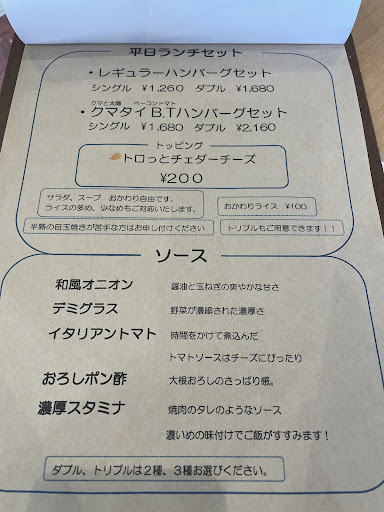 平日ランチセット
・レギュラーハンバーグセット
シングル ¥1,260 ダブル ¥1,680
クマと太陽 ベーコントマト
・クマタイB.Tハンバーグセット
シングル ¥1,680 ダブル ¥2,160
トッピング
トロっとチェダーチーズ
¥200
サラダ、スープ おかわり自由です。
ライスの多め、少なめもご対応いたします。
おかわりライス ¥100
半熟の目玉焼きが苦手な方はお申し付けください
トリプルもご用意できます！！
ソース
和風オニオン 醤油と玉ねぎの爽やかな甘さ
デミグラス 野菜が濃縮された濃厚さ
イタリアントマト 時間をかけて煮込んだ
トマトソースはチーズにぴったり
おろしポン酢 大根おろしのさっぱり感。
濃厚スタミナ 焼肉のタレのようなソース
濃いめの味付けでご飯がすすみます！
ダブル、トリプルは２種、３種お選びください。